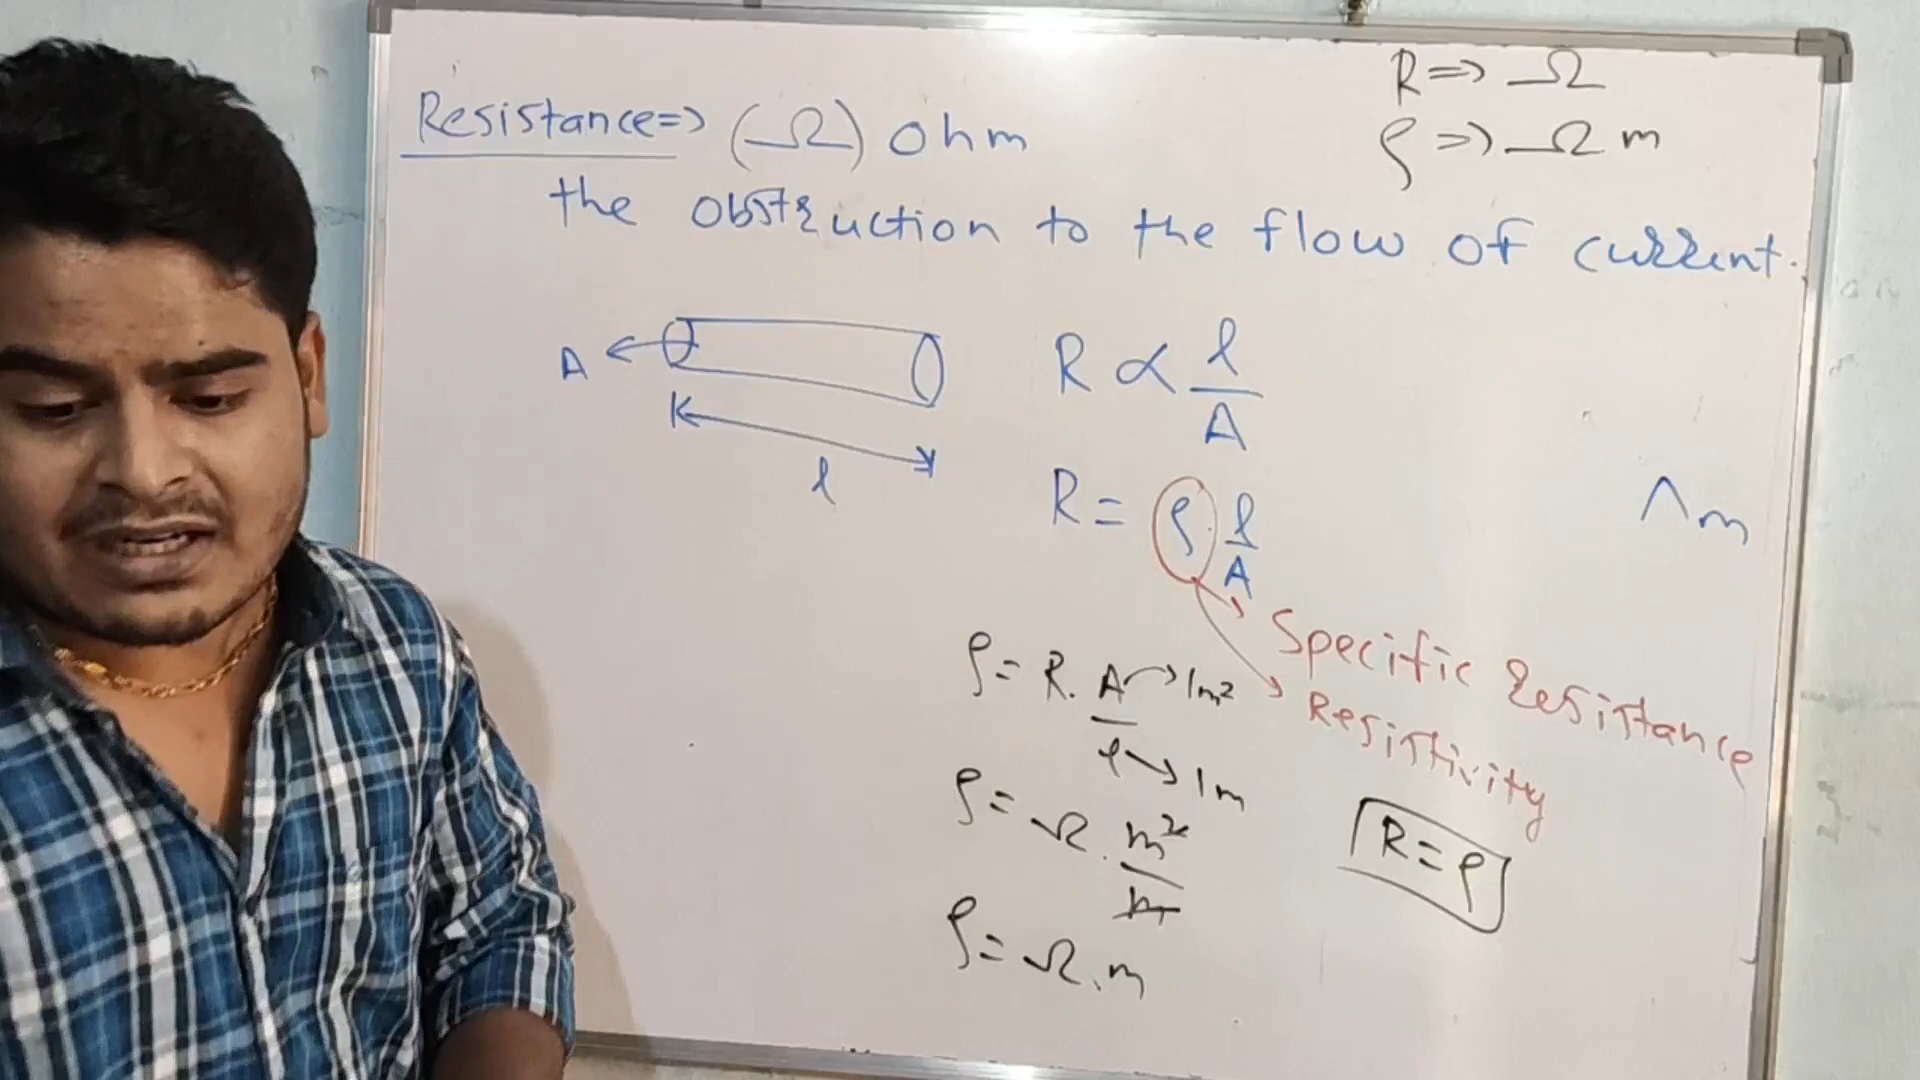 R => Ω
ρ => Ω m
Resistance => (Ω) ohm
the obstruction to the flow of current.
A
l
R ∝ l/A
R = ρ l/A
Λm
Specific Resistance
Resistivity
ρ = R. A/l
1m²
1m
ρ = Ω. m²/m
R = ρ
ρ = Ω.m